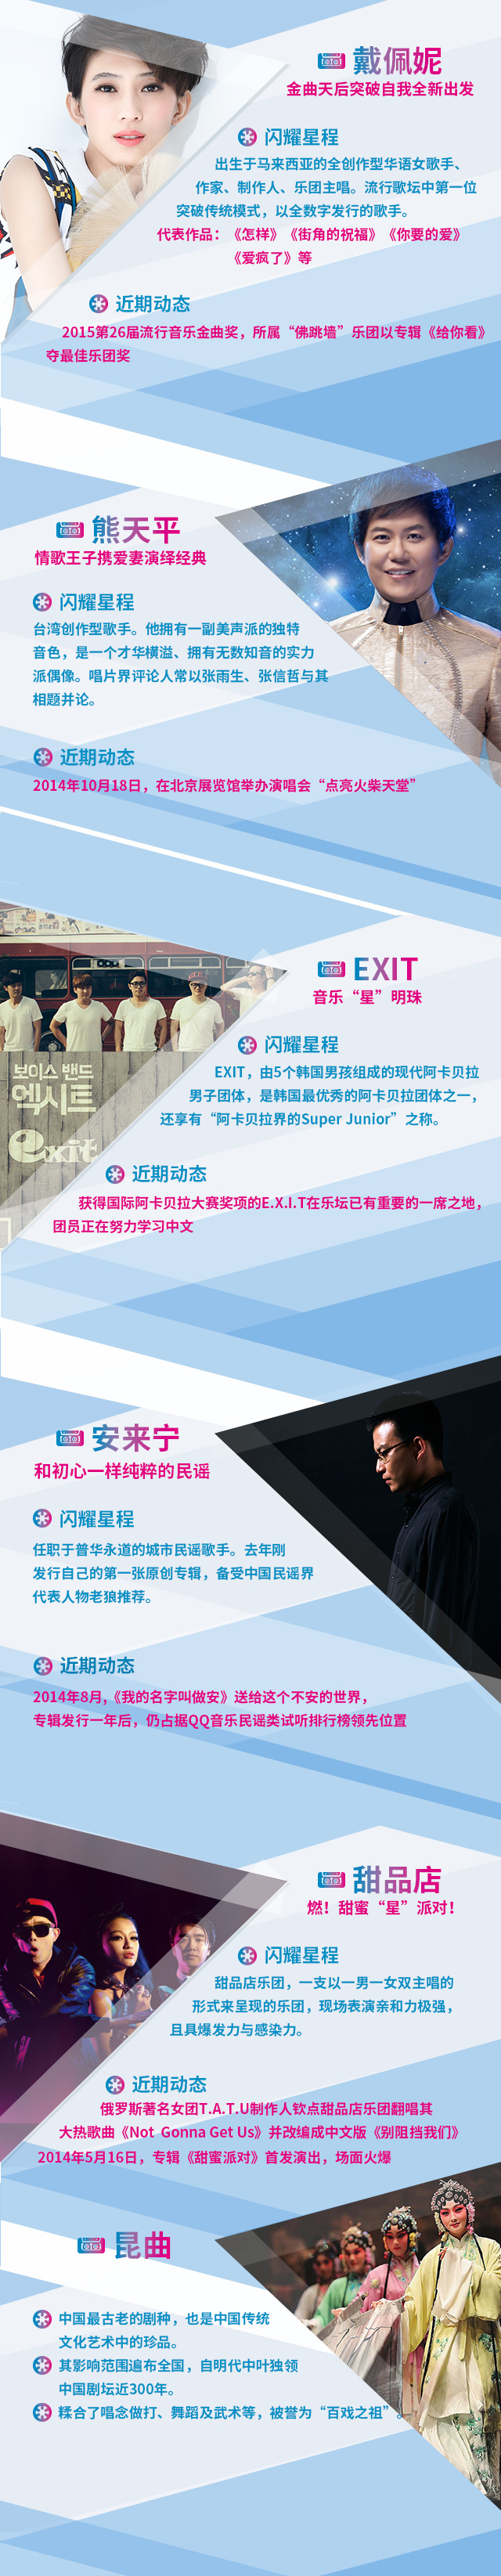 戴佩妮
金曲天后突破自我全新出发
闪耀星程
出生于马来西亚的全创作型华语女歌手、
作家、制作人、乐团主唱。流行歌坛中第一位
突破传统模式，以全数字发行的歌手。
代表作品：《怎样》《街角的祝福》《你要的爱》
《爱疯了》等
近期动态
2015第26届流行音乐金曲奖，所属“佛跳墙”乐团以专辑《给你看》
夺最佳乐团奖
熊天平
情歌王子携爱妻演绎经典
闪耀星程
台湾创作型歌手。他拥有一副美声派的独特
音色，是一个才华横溢、拥有无数知音的实力
派偶像。唱片界评论人常以张雨生、张信哲与其
相题并论。
近期动态
2014年10月18日，在北京展览馆举办演唱会“点亮火柴天堂”
EXIT
音乐“星”明珠
보이스 밴드
엑시트
exit
闪耀星程
EXIT，由5个韩国男孩组成的现代阿卡贝拉
男子团体，是韩国最优秀的阿卡贝拉团体之一，
还享有“阿卡贝拉界的Super Junior”之称。
近期动态
获得国际阿卡贝拉大赛奖项的E.X.I.T在乐坛已有重要的一席之地，
团员正在努力学习中文
安来宁
和初心一样纯粹的民谣
闪耀星程
任职于普华永道的城市民谣歌手。去年刚
发行自己的第一张原创专辑，备受中国民谣界
代表人物老狼推荐。
近期动态
2014年8月，《我的名字叫做安》送给这个不安的世界，
专辑发行一年后，仍占据QQ音乐民谣类试听排行榜领先位置
甜品店
燃！甜蜜“星”派对！
闪耀星程
甜品店乐团，一支以一男一女双主唱的
形式来呈现的乐团，现场表演亲和力极强，
且具爆发力与感染力。
近期动态
俄罗斯著名女团T.A.T.U制作人钦点甜品店乐团翻唱其
大热歌曲《Not Gonna Get Us》并改编成中文版《别阻挡我们》
2014年5月16日，专辑《甜蜜派对》首发演出，场面火爆
昆曲
中国最古老的剧种，也是中国传统
文化艺术中的珍品。
其影响范围遍布全国，自明代中叶独领
中国剧坛近300年。
糅合了唱念做打、舞蹈及武术等，被誉为“百戏之祖”。